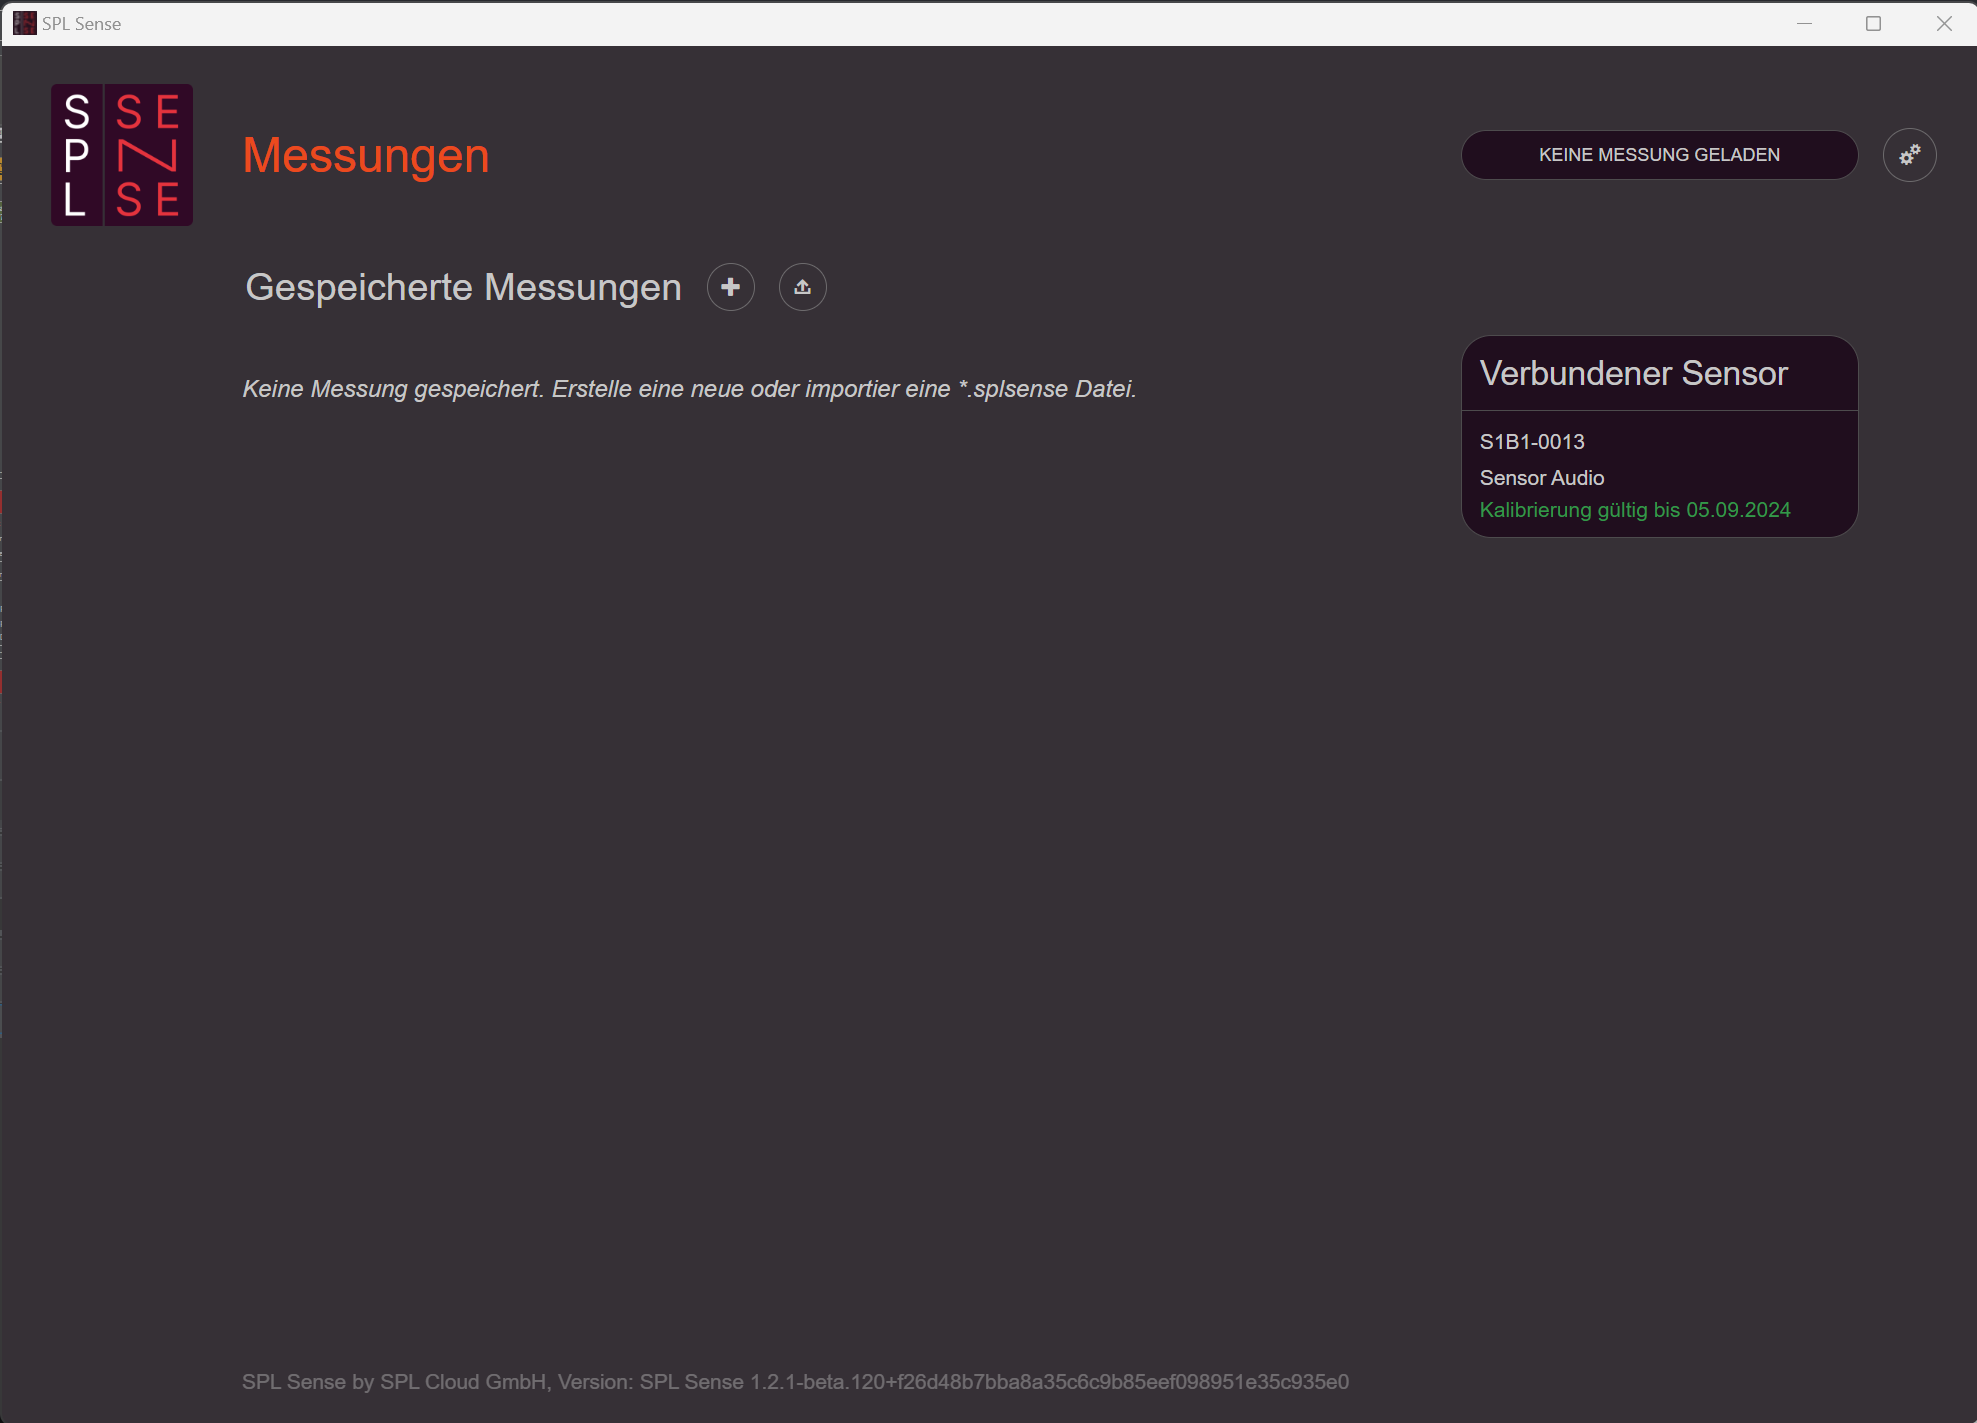 SPL Sense
S SE
P N
L SE
Messungen
KEINE MESSUNG GELADEN
Gespeicherte Messungen
Keine Messung gespeichert. Erstelle eine neue oder importier eine *.splsense Datei.
Verbundener Sensor
S1B1-0013
Sensor Audio
Kalibrierung gültig bis 05.09.2024
SPL Sense by SPL Cloud GmbH, Version: SPL Sense 1.2.1-beta.120+f26d48b7bba8a35c6c9b85eef098951e35c935e0